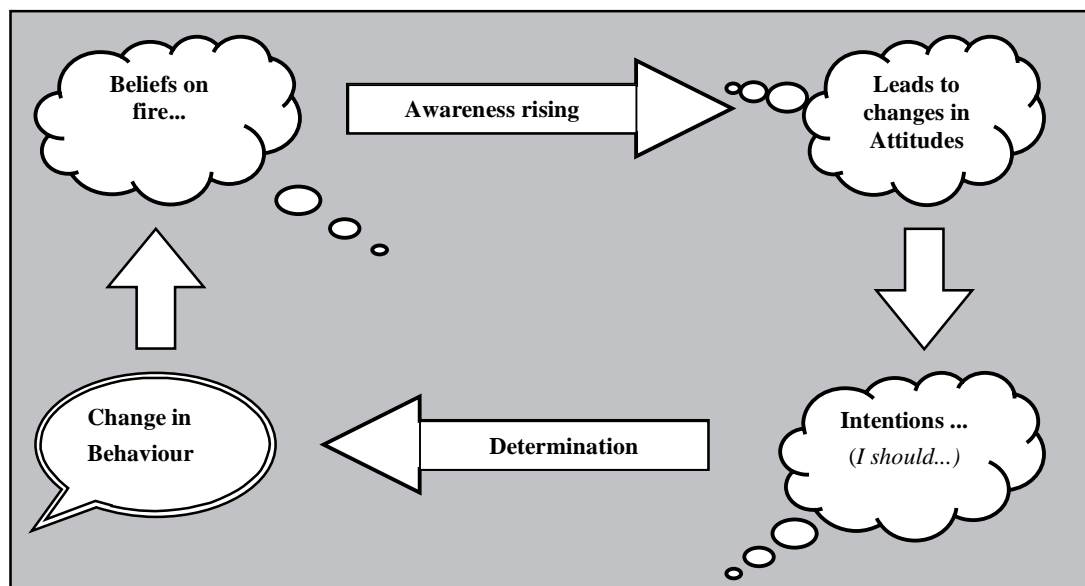 Beliefs on
fire...
Awareness rising
Leads to
changes in
Attitudes
Intentions ...
(I should...)
Determination
Change in
Behaviour